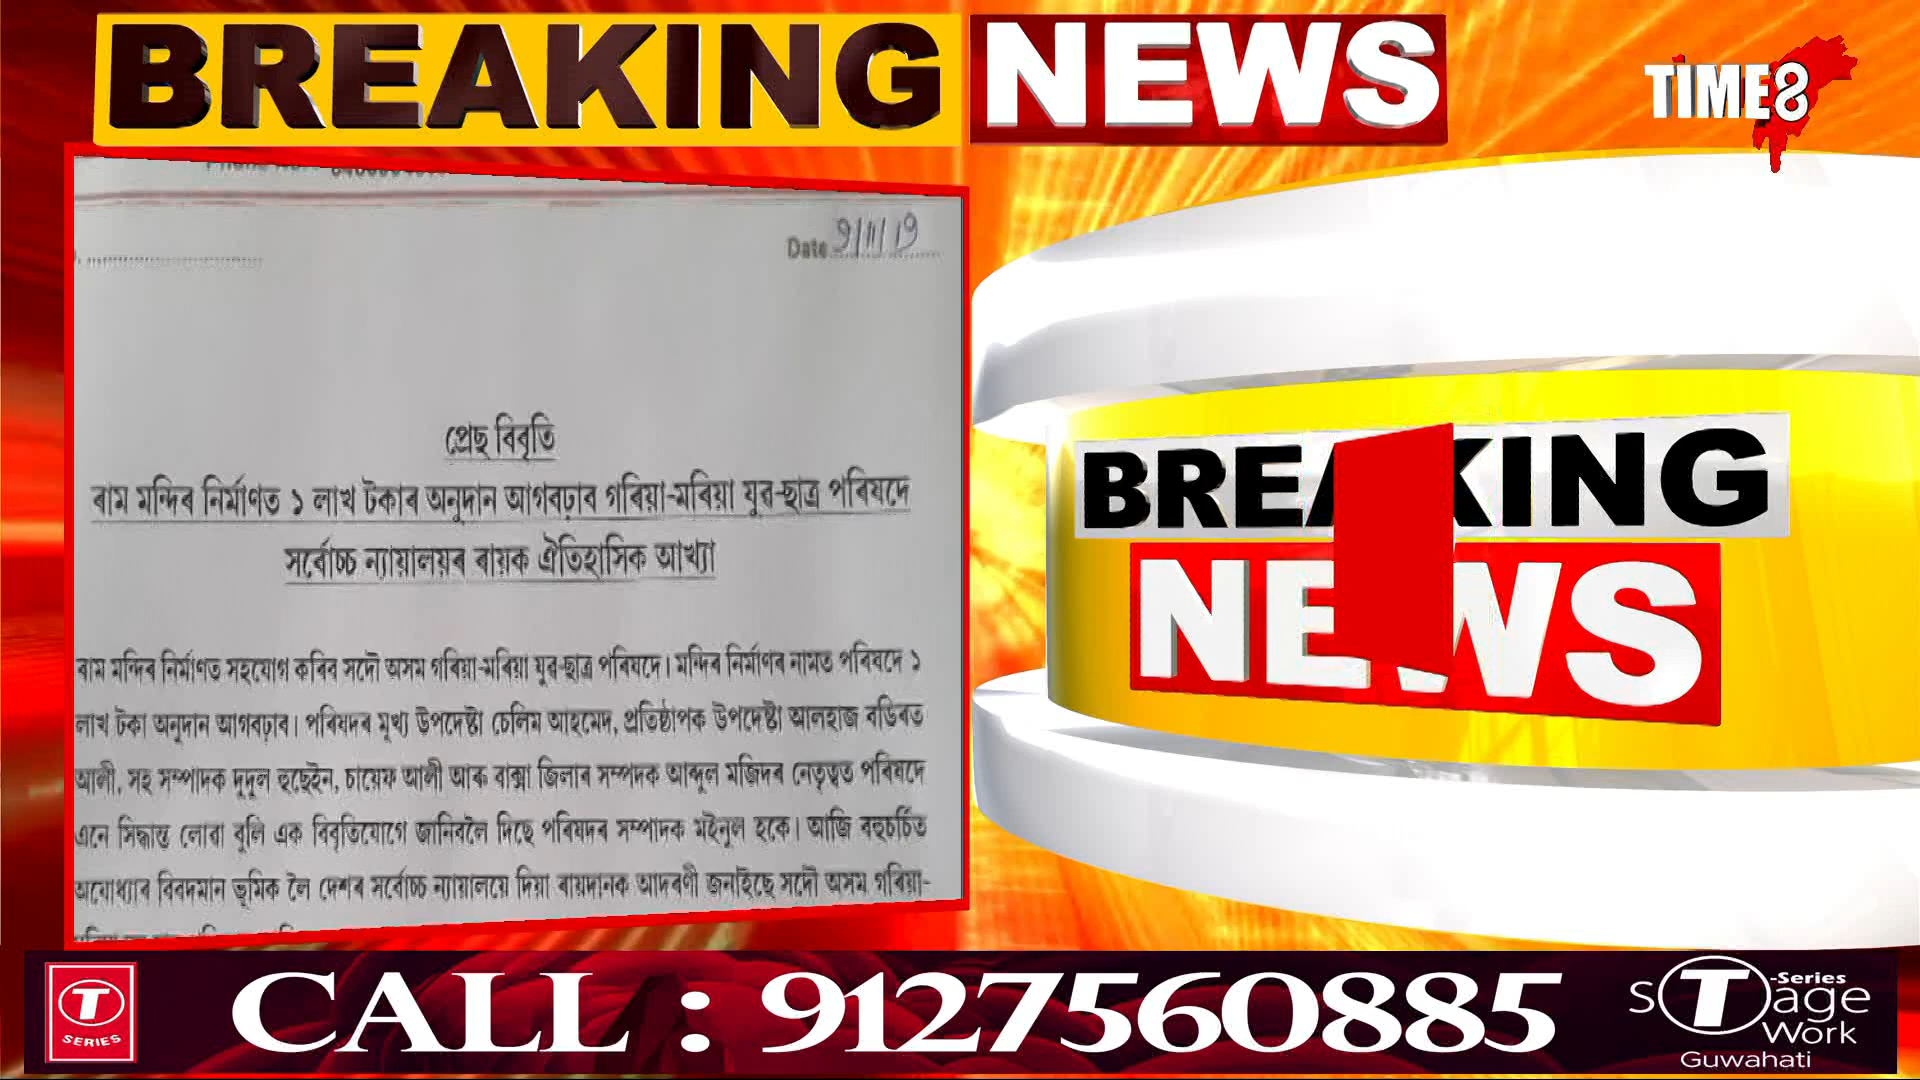 BREAKING NEWS
TIME8
Date 9/11/19
প্ৰেছ বিবৃতি
ৰাম মন্দিৰ নিৰ্মাণত ১ লাখ টকাৰ অনুদান আগবঢ়াব গৰিয়া-মৰিয়া যুৱ-ছাত্ৰ পৰিষদে
সৰ্বোচ্চ ন্যায়ালয়ৰ ৰায়ক ঐতিহাসিক আখ্যা
ৰাম মন্দিৰ নিৰ্মাণত সহযোগ কৰিব সদৌ অসম গৰিয়া-মৰিয়া যুৱ-ছাত্ৰ পৰিষদে। মন্দিৰ নিৰ্মাণৰ নামত পৰিষদে ১
লাখ টকা অনুদান আগবঢ়াব। পৰিষদৰ মুখ্য উপদেষ্টা চেলিম আহমেদ, প্ৰতিষ্ঠাপক উপদেষ্টা আলহাজ বডিৰত
আলী, সহ সম্পাদক দুদুল হুছেইন, চায়েফ আলী আৰু বাক্সা জিলাৰ সম্পদক আব্দুল মজিদৰ নেতৃত্বত পৰিষদে
এনে সিদ্ধান্ত লোৱা বুলি এক বিবৃতিযোগে জানিবলৈ দিছে পৰিষদৰ সম্পাদক মইনুল হকে। আজি বহুচৰ্চিত
অযোধ্যাৰ বিবদমান ভূমিক লৈ দেশৰ সৰ্বোচ্চ ন্যায়ালয়ে দিয়া ৰায়দানক আদৰণী জনাইছে সদৌ অসম গৰিয়া-
BREAKING
NEWS
T SERIES
CALL : 9127560885
T-Series
Stage
Work
Guwahati